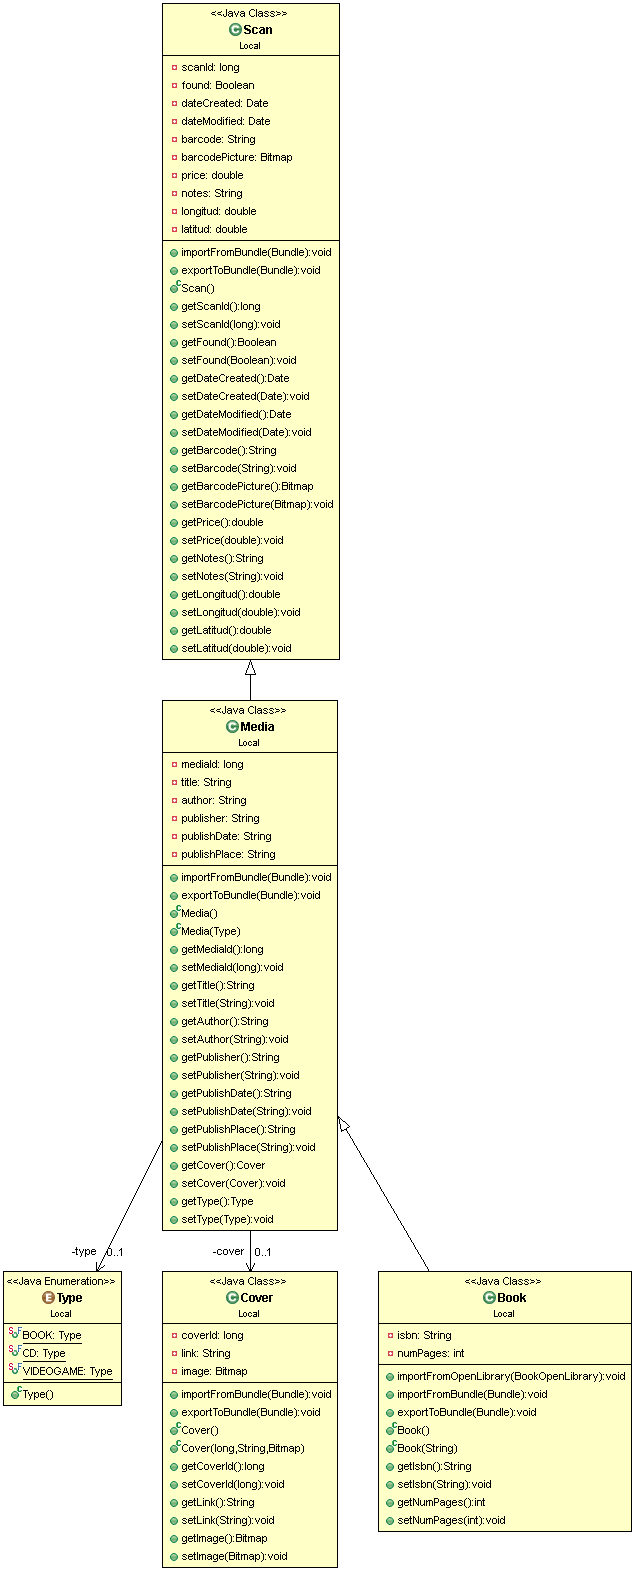 <<Java Class>>
Scan
Local
scanId: long
found: Boolean
dateCreated: Date
dateModified: Date
barcode: String
barcodePicture: Bitmap
price: double
notes: String
longitud: double
latitud: double
importFromBundle(Bundle):void
exportToBundle(Bundle):void
Scan()
getScanId():long
setScanId(long):void
getFound():Boolean
setFound(Boolean):void
getDateCreated():Date
setDateCreated(Date):void
getDateModified():Date
setDateModified(Date):void
getBarcode():String
setBarcode(String):void
getBarcodePicture():Bitmap
setBarcodePicture(Bitmap):void
getPrice():double
setPrice(double):void
getNotes():String
setNotes(String):void
getLongitud():double
setLongitud(double):void
getLatitud():double
setLatitud(double):void
<<Java Class>>
Media
Local
mediaId: long
title: String
author: String
publisher: String
publishDate: String
publishPlace: String
importFromBundle(Bundle):void
exportToBundle(Bundle):void
Media()
Media(Type)
getMediaId():long
setMediaId(long):void
getTitle():String
setTitle(String):void
getAuthor():String
setAuthor(String):void
getPublisher():String
setPublisher(String):void
getPublishDate():String
setPublishDate(String):void
getPublishPlace():String
setPublishPlace(String):void
getCover():Cover
setCover(Cover):void
getType():Type
setType(Type):void
-type 0..1
-cover 0..1
<<Java Enumeration>>
Type
Local
BOOK: Type
CD: Type
VIDEOGAME: Type
Type()
<<Java Class>>
Cover
Local
coverId: long
link: String
image: Bitmap
importFromBundle(Bundle):void
exportToBundle(Bundle):void
Cover()
Cover(long,String,Bitmap)
getCoverId():long
setCoverId(long):void
getLink():String
setLink(String):void
getImage():Bitmap
setImage(Bitmap):void
<<Java Class>>
Book
Local
isbn: String
numPages: int
importFromOpenLibrary(BookOpenLibrary):void
importFromBundle(Bundle):void
exportToBundle(Bundle):void
Book()
Book(String)
getIsbn():String
setIsbn(String):void
getNumPages():int
setNumPages(int):void